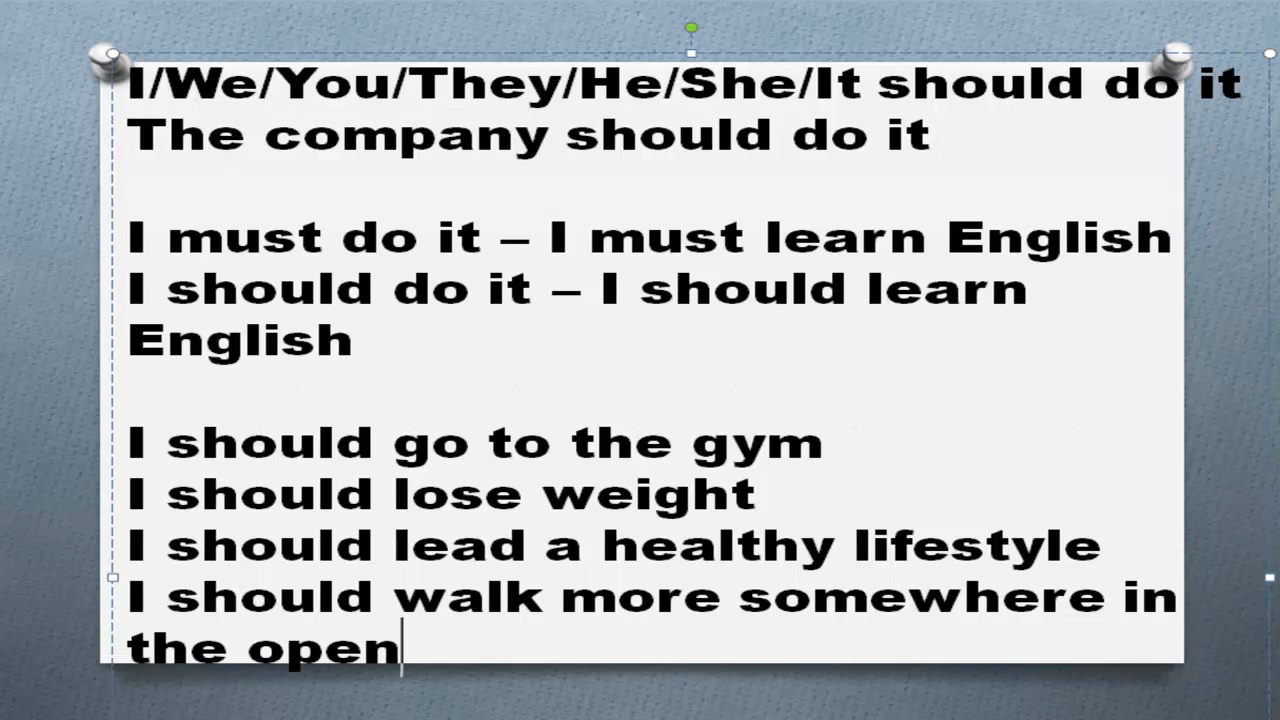 I/We/You/They/He/She/It should do it
The company should do it
I must do it – I must learn English
I should do it – I should learn
English
I should go to the gym
I should lose weight
I should lead a healthy lifestyle
I should walk more somewhere in
the open